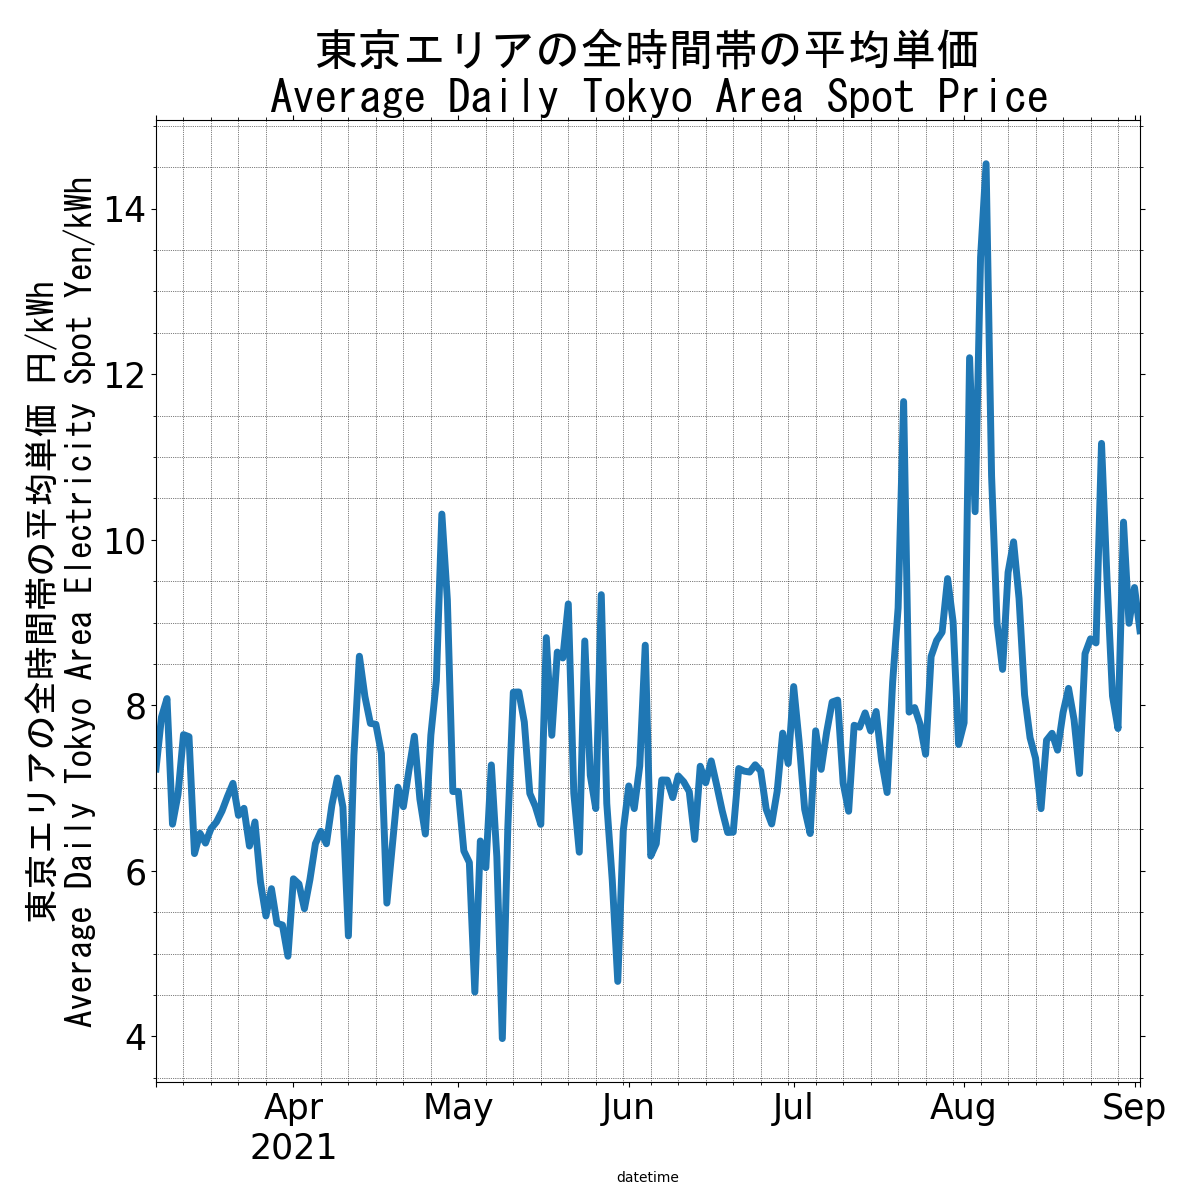 東京エリアの全時間帯の平均単価
Average Daily Tokyo Area Spot Price
東京エリアの全時間帯の平均単価 円/kWh
Average Daily Tokyo Area Electricity Spot Yen/kWh
14
12
10
8
6
4
Apr
May
Jun
Jul
Aug
Sep
2021
datetime